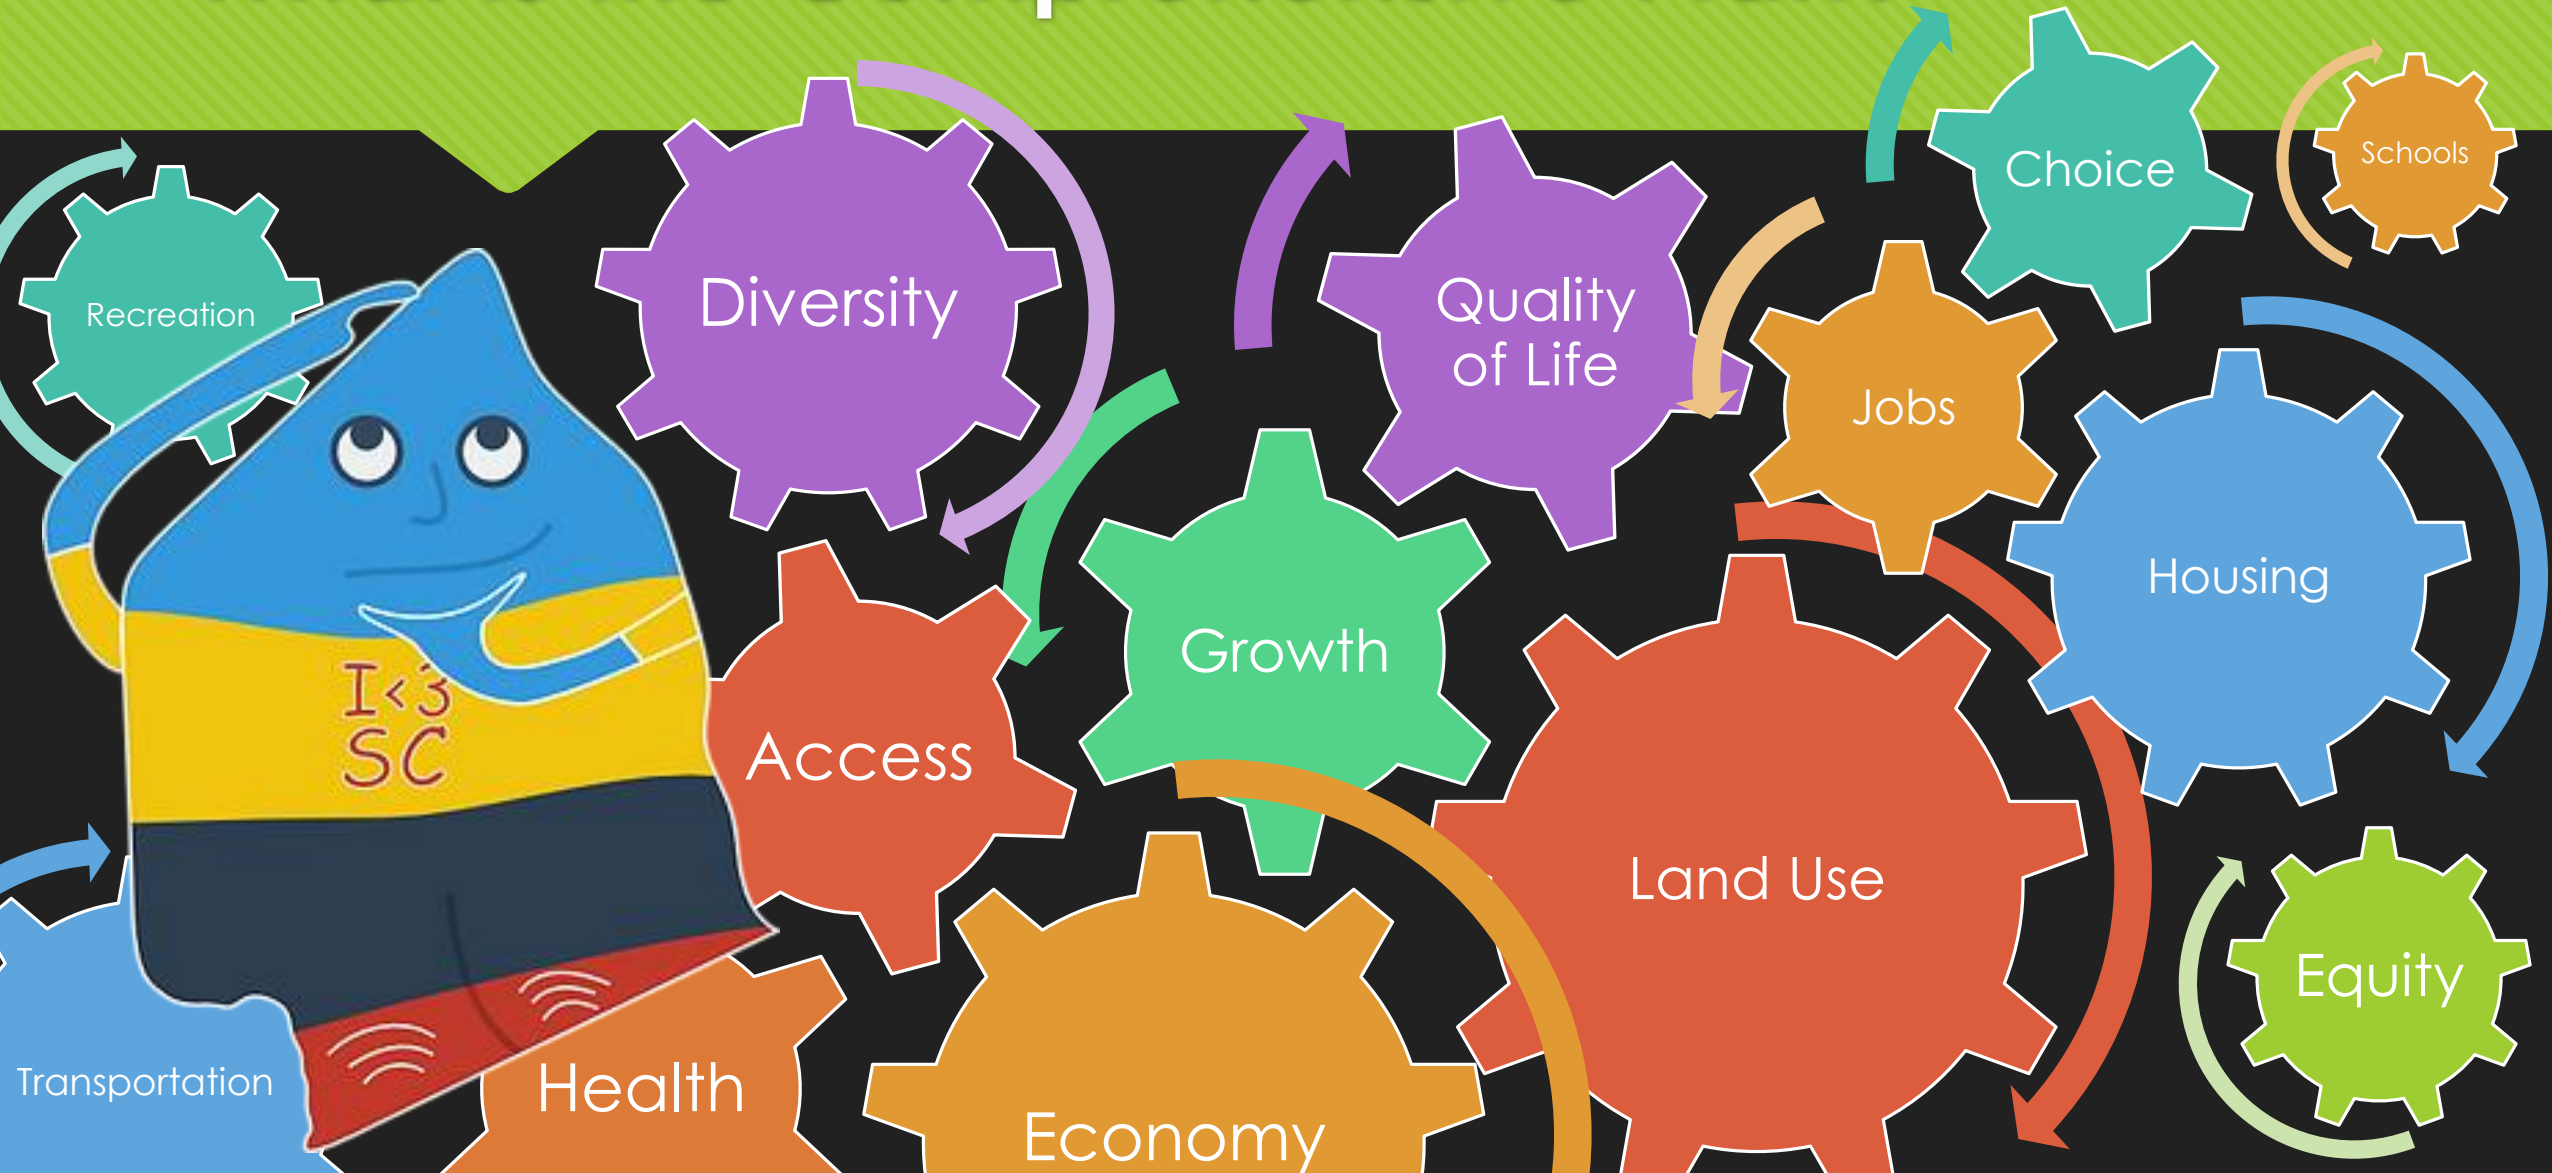 Choice
Schools
Recreation
Diversity
Quality
of Life
Jobs
Housing
Growth
I<3
SC
Access
Land Use
Equity
Transportation
Health
Economy